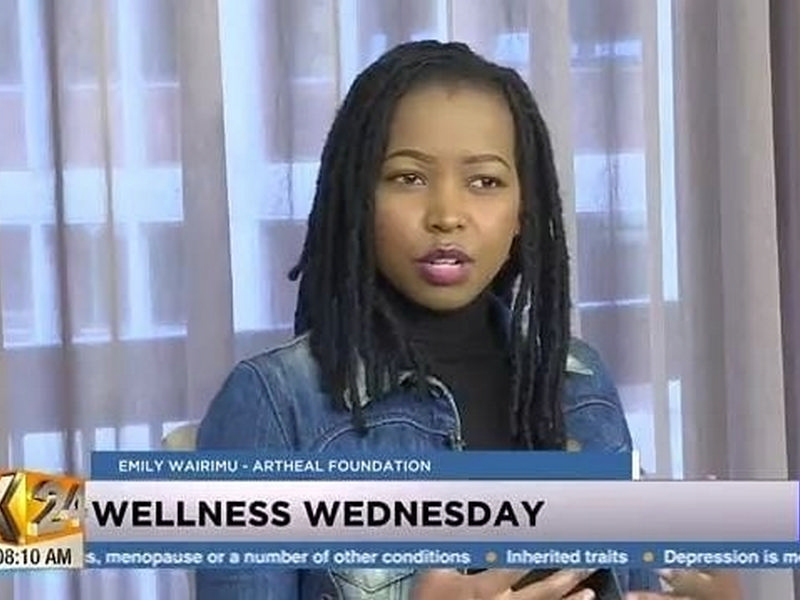 EMILY WAIRIMU - ARTHEAL FOUNDATION
K24
WELLNESS WEDNESDAY
08:10 AM
s, menopause or a number of other conditions • Inherited traits • Depression is m